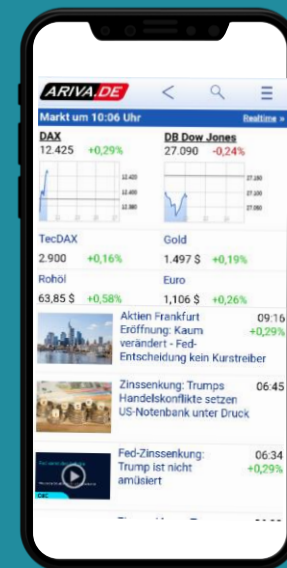 ARIVA.DE
Markt um 10:06 Uhr Realtime »
DAX DB Dow Jones
12.425 +0,29% 27.090 -0,24%
TecDAX Gold
2.900 +0,16% 1.497 $ +0,19%
Rohöl Euro
63,85 $ +0,58% 1,106 $ +0,26%
Aktien Frankfurt 09:16
Eröffnung: Kaum +0,29%
verändert - Fed-
Entscheidung kein Kurstreiber
Zinssenkung: Trumps 06:45
Handelskonflikte setzen
US-Notenbank unter Druck
Fed-Zinssenkung: 06:34
Trump ist nicht +0,29%
amüsiert